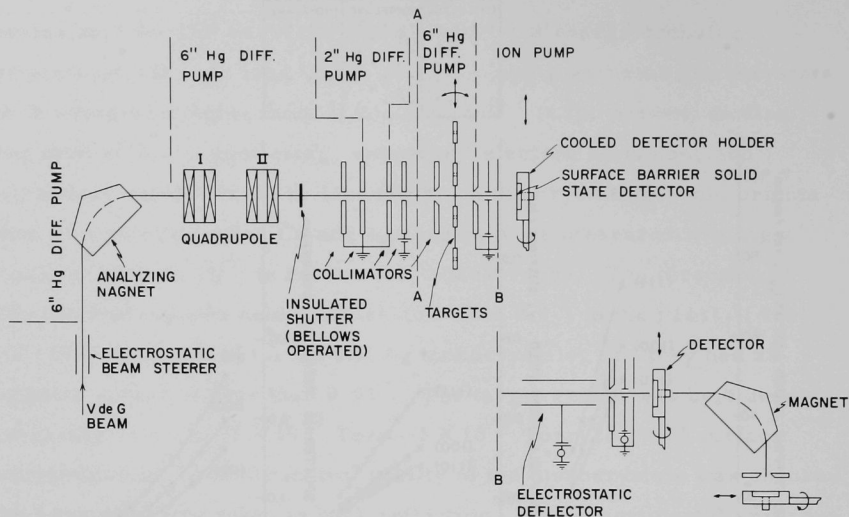 A
6" Hg DIFF.
PUMP
2" Hg DIFF.
PUMP
6" Hg
DIFF.
PUMP
ION PUMP
COOLED DETECTOR HOLDER
SURFACE BARRIER SOLID
STATE DETECTOR
I
II
QUADRUPOLE
6" Hg DIFF PUMP
ANALYZING
NAGNET
INSULATED
SHUTTER
(BELLOWS
OPERATED)
COLLIMATORS
A
TARGETS
B
ELECTROSTATIC
BEAM STEERER
V de G
BEAM
DETECTOR
MAGNET
B
ELECTROSTATIC
DEFLECTOR